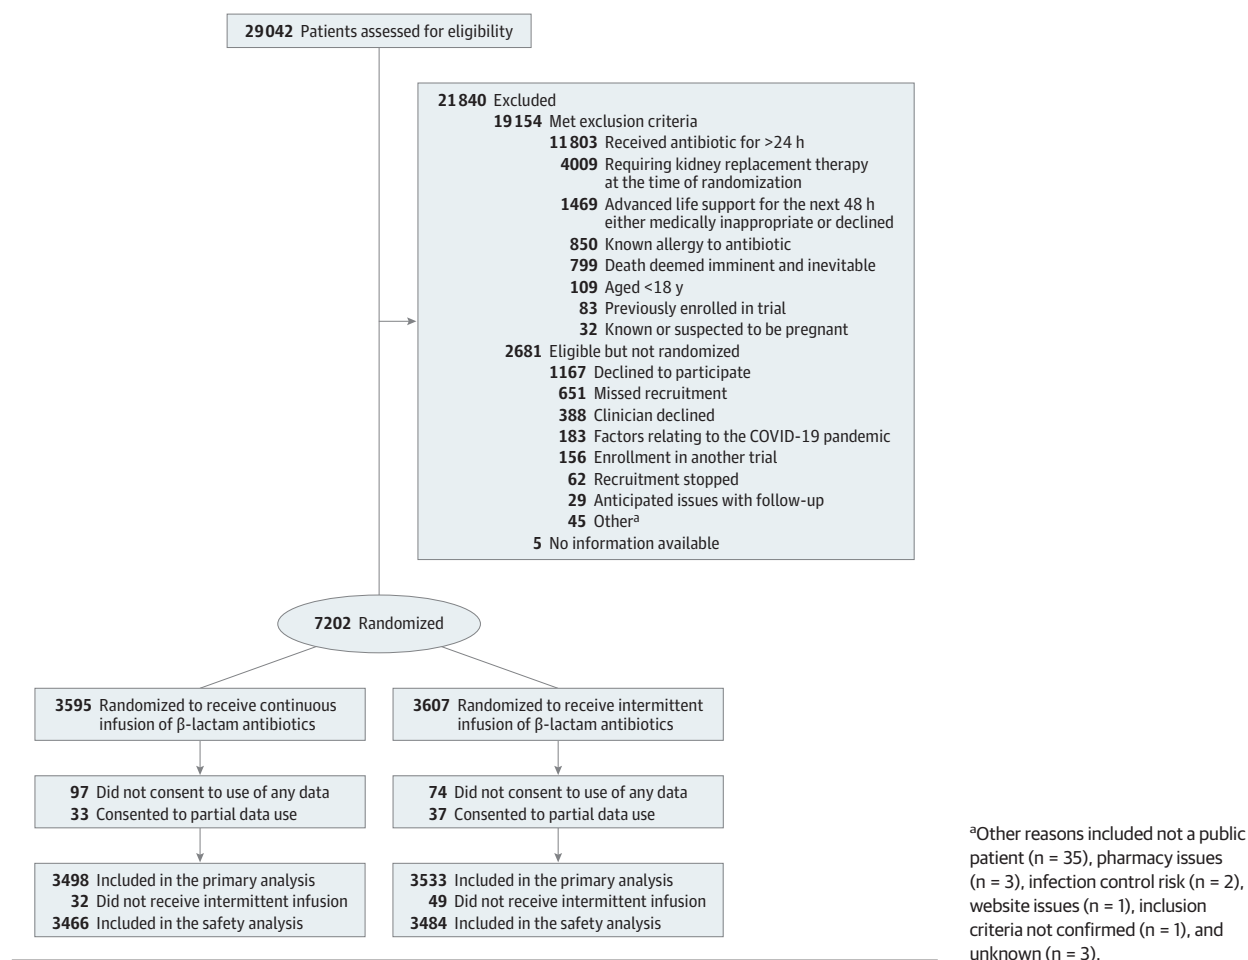 29042 Patients assessed for eligibility
21840 Excluded
19154 Met exclusion criteria
11803 Received antibiotic for >24 h
4009 Requiring kidney replacement therapy
at the time of randomization
1469 Advanced life support for the next 48 h
either medically inappropriate or declined
850 Known allergy to antibiotic
799 Death deemed imminent and inevitable
109 Aged <18 y
83 Previously enrolled in trial
32 Known or suspected to be pregnant
2681 Eligible but not randomized
1167 Declined to participate
651 Missed recruitment
388 Clinician declined
183 Factors relating to the COVID-19 pandemic
156 Enrollment in another trial
62 Recruitment stopped
29 Anticipated issues with follow-up
45 Otherᵃ
5 No information available
7202 Randomized
3595 Randomized to receive continuous
infusion of β-lactam antibiotics
3607 Randomized to receive intermittent
infusion of β-lactam antibiotics
97 Did not consent to use of any data
33 Consented to partial data use
74 Did not consent to use of any data
37 Consented to partial data use
3498 Included in the primary analysis
32 Did not receive intermittent infusion
3466 Included in the safety analysis
3533 Included in the primary analysis
49 Did not receive intermittent infusion
3484 Included in the safety analysis
ᵃOther reasons included not a public
patient (n = 35), pharmacy issues
(n = 3), infection control risk (n = 2),
website issues (n = 1), inclusion
criteria not confirmed (n = 1), and
unknown (n = 3).